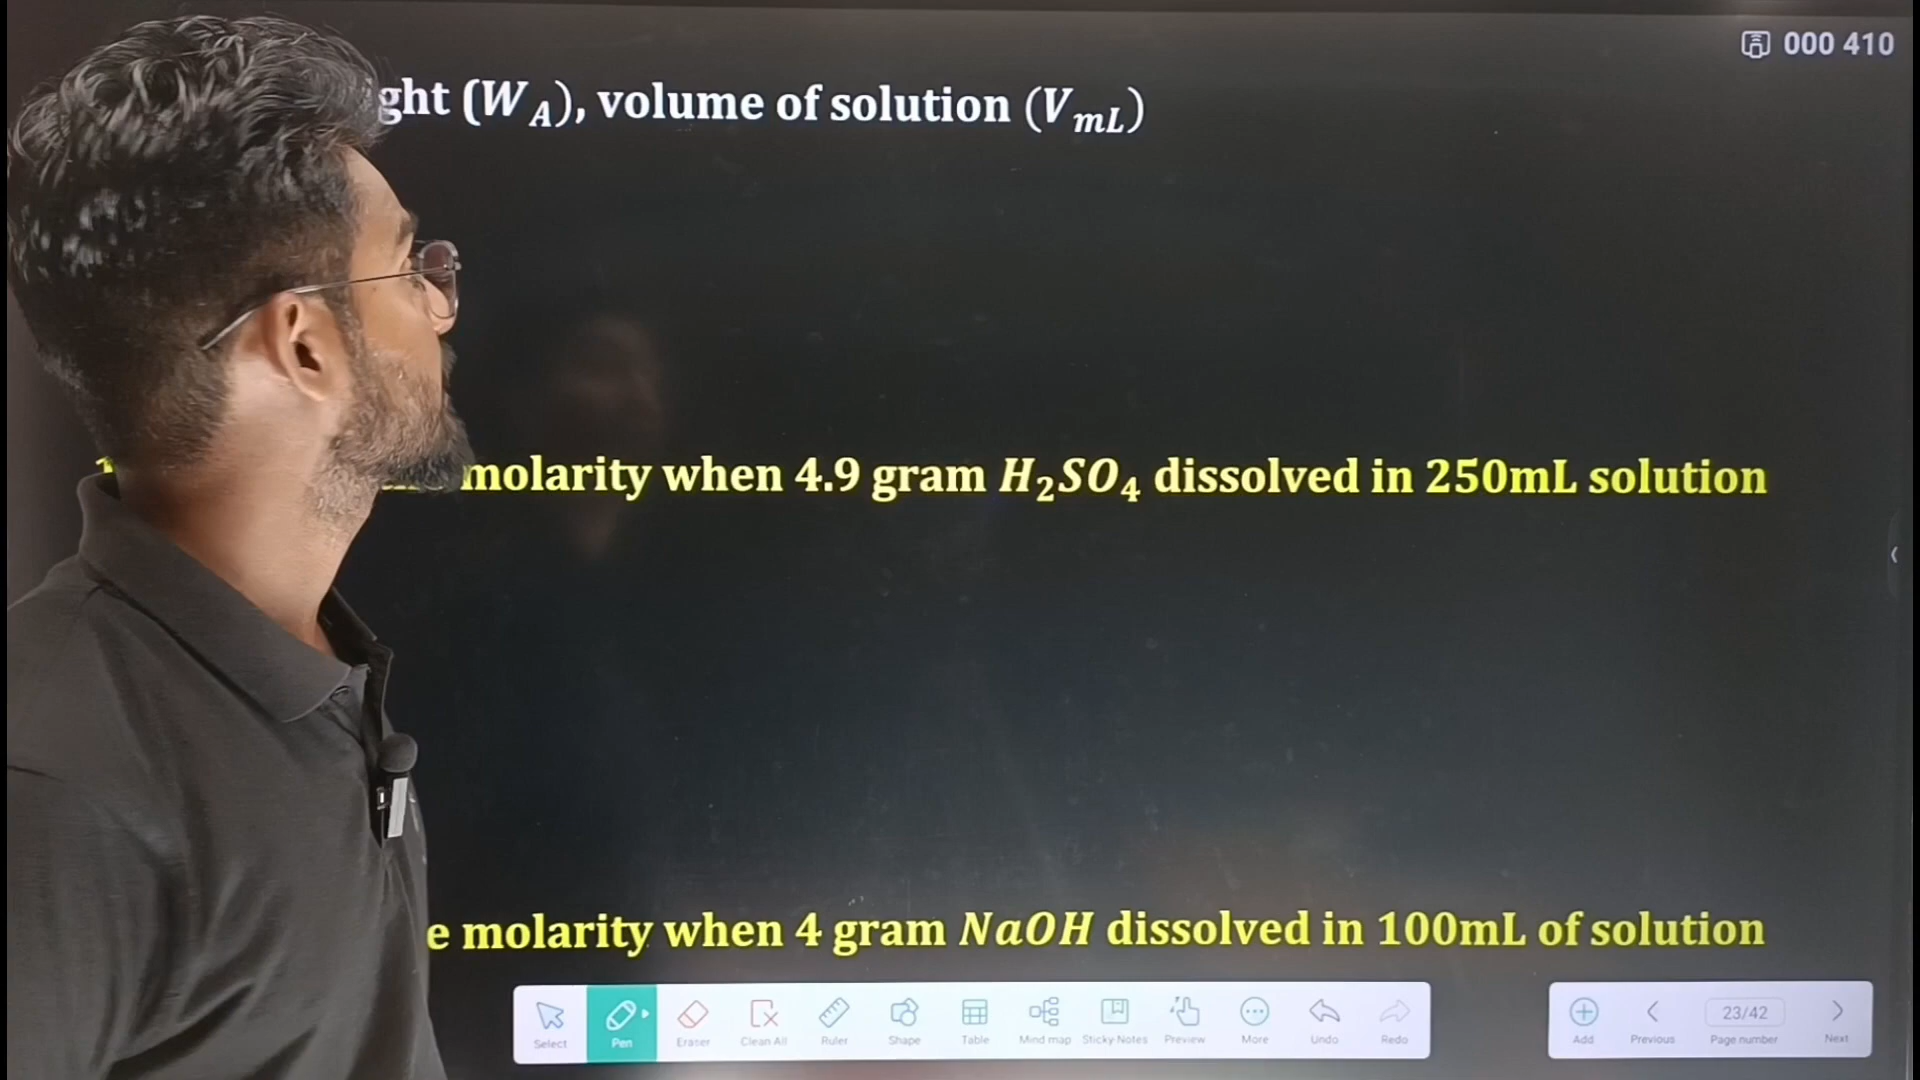 000 410
ght (W_A), volume of solution (V_mL)
molarity when 4.9 gram H₂SO₄ dissolved in 250mL solution
e molarity when 4 gram NaOH dissolved in 100mL of solution
Select Pen Eraser Clean All Ruler Shape Table Mind map Sticky Notes Preview More Undo Redo
23/42
Add Previous Page number Next